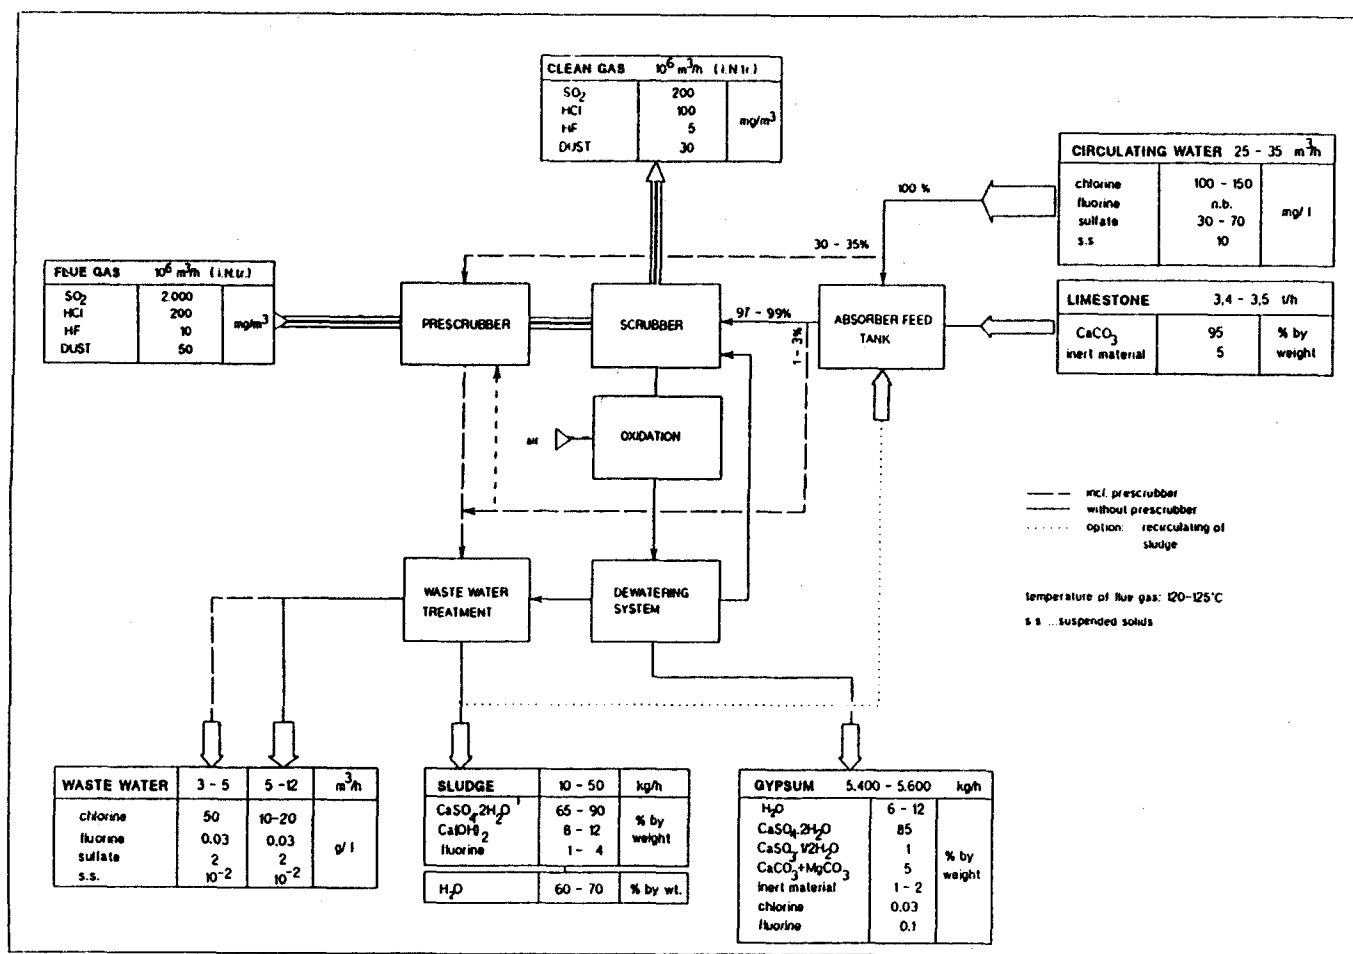 CLEAN GAS 10⁶ m³/h (i.N.tr.)
SO₂ 200
HCl 100
HF 5
DUST 30
mg/m³
CIRCULATING WATER 25 - 35 m³/h
chlorine 100 - 150
fluorine n.b.
sulfate 30 - 70
s.s 10
mg/l
100 %
30 - 35%
FLUE GAS 10⁶ m³/h (i.N.tr.)
SO₂ 2.000
HCl 200
HF 10
DUST 50
mg/m³
PRESCRUBBER
SCRUBBER
97 - 99%
1 - 3%
ABSORBER FEED
TANK
LIMESTONE 3,4 - 3,5 t/h
CaCO₃ 95
inert material 5
% by
weight
air
OXIDATION
incl. prescrubber
without prescrubber
option: recirculating of
sludge
temperature of flue gas: 120-125°C
s s ...suspended solids
WASTE WATER
TREATMENT
DEWATERING
SYSTEM
WASTE WATER 3 - 5 5 - 12 m³/h
chlorine 50 10-20
fluorine 0.03 0.03
sulfate 2 2
s.s. 10⁻² 10⁻²
g/l
SLUDGE 10 - 50 kg/h
CaSO₄.2H₂O 65 - 90
Ca(OH)₂ 8 - 12
fluorine 1 - 4
% by
weight
H₂O 60 - 70 % by wt.
GYPSUM 5.400 - 5.600 kg/h
H₂O 6 - 12
CaSO₄.2H₂O 85
CaSO₃.1/2H₂O 1
CaCO₃+MgCO₃ 5
inert material 1 - 2
chlorine 0.03
fluorine 0.1
% by
weight